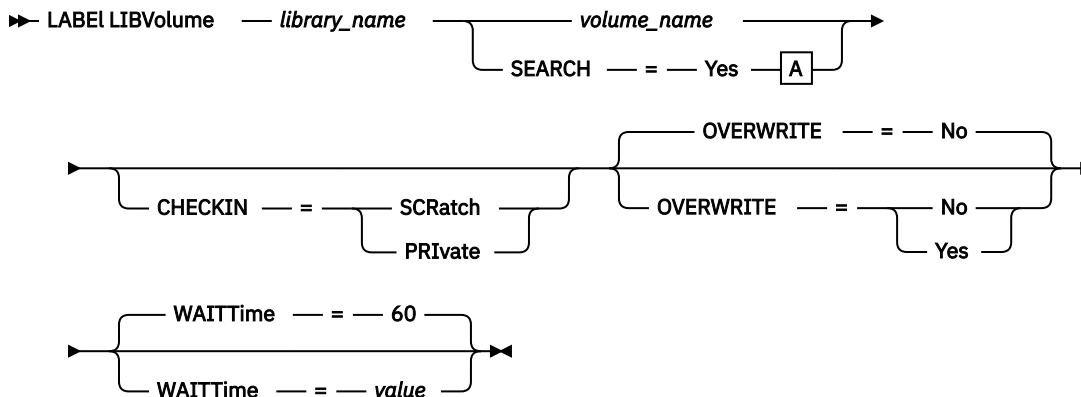 LABEl LIBVolume library_name volume_name
SEARCH = Yes A
OVERWRITE = No
CHECKIN = SCRatch OVERWRITE = No
PRIvate Yes
WAITTime = 60
WAITTime = value